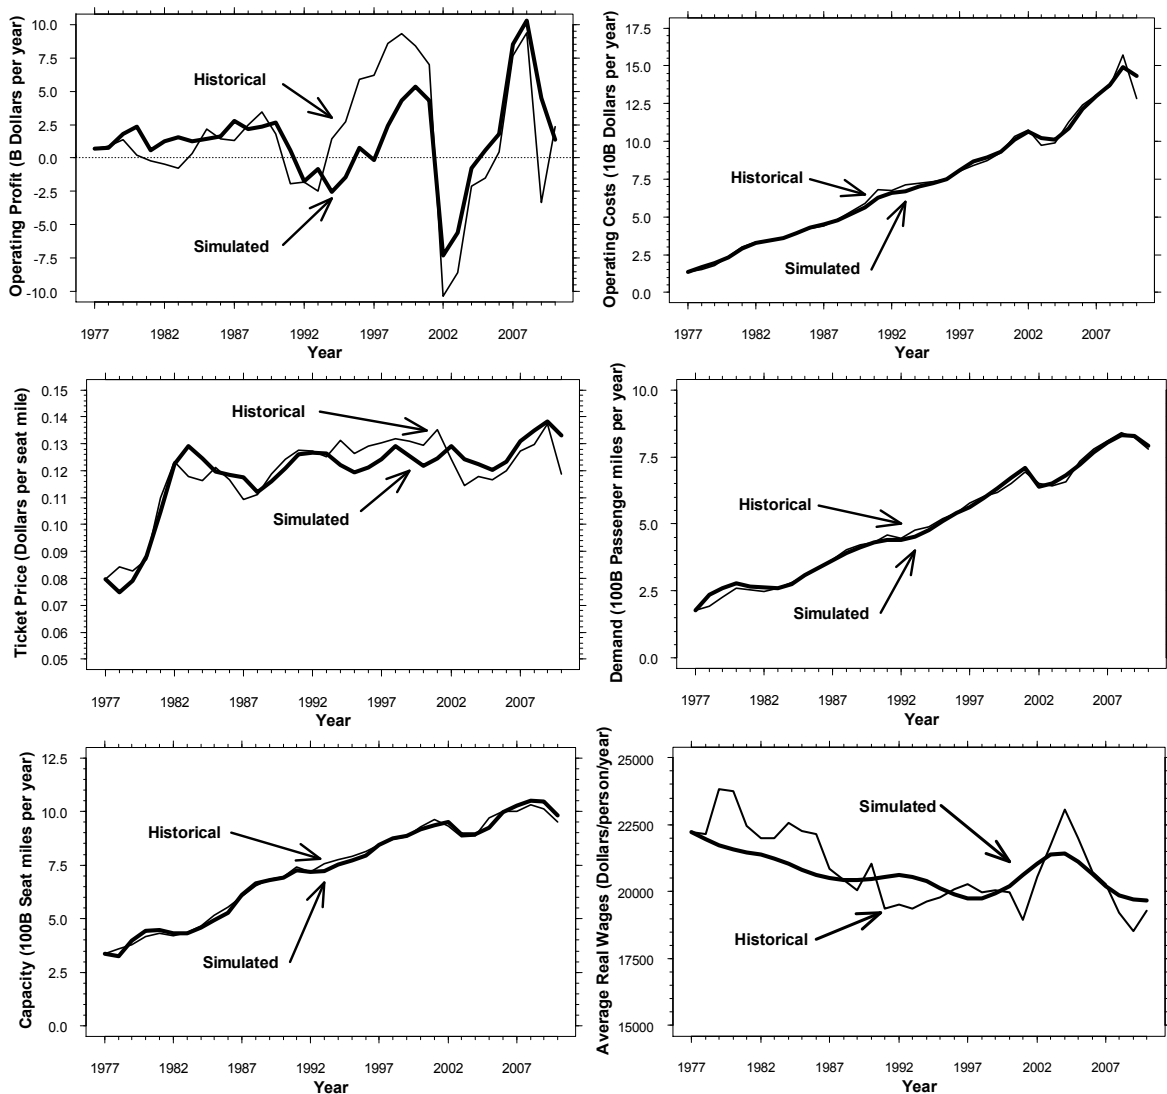 Operating Profit (B Dollars per year)
10.0
7.5
5.0
2.5
0.0
-2.5
-5.0
-7.5
-10.0
Historical
Simulated
1977 1982 1987 1992 1997 2002 2007
Year
Operating Costs (10B Dollars per year)
17.5
15.0
12.5
10.0
7.5
5.0
2.5
0.0
Historical
Simulated
1977 1982 1987 1992 1997 2002 2007
Year
Ticket Price (Dollars per seat mile)
0.15
0.14
0.13
0.12
0.11
0.10
0.09
0.08
0.07
0.06
0.05
Historical
Simulated
1977 1982 1987 1992 1997 2002 2007
Year
Demand (100B Passenger miles per year)
10.0
7.5
5.0
2.5
0.0
Historical
Simulated
1977 1982 1987 1992 1997 2002 2007
Year
Capacity (100B Seat miles per year)
12.5
10.0
7.5
5.0
2.5
0.0
Historical
Simulated
1977 1982 1987 1992 1997 2002 2007
Year
Average Real Wages (Dollars/person/year)
25000
22500
20000
17500
15000
Simulated
Historical
1977 1982 1987 1992 1997 2002 2007
Year